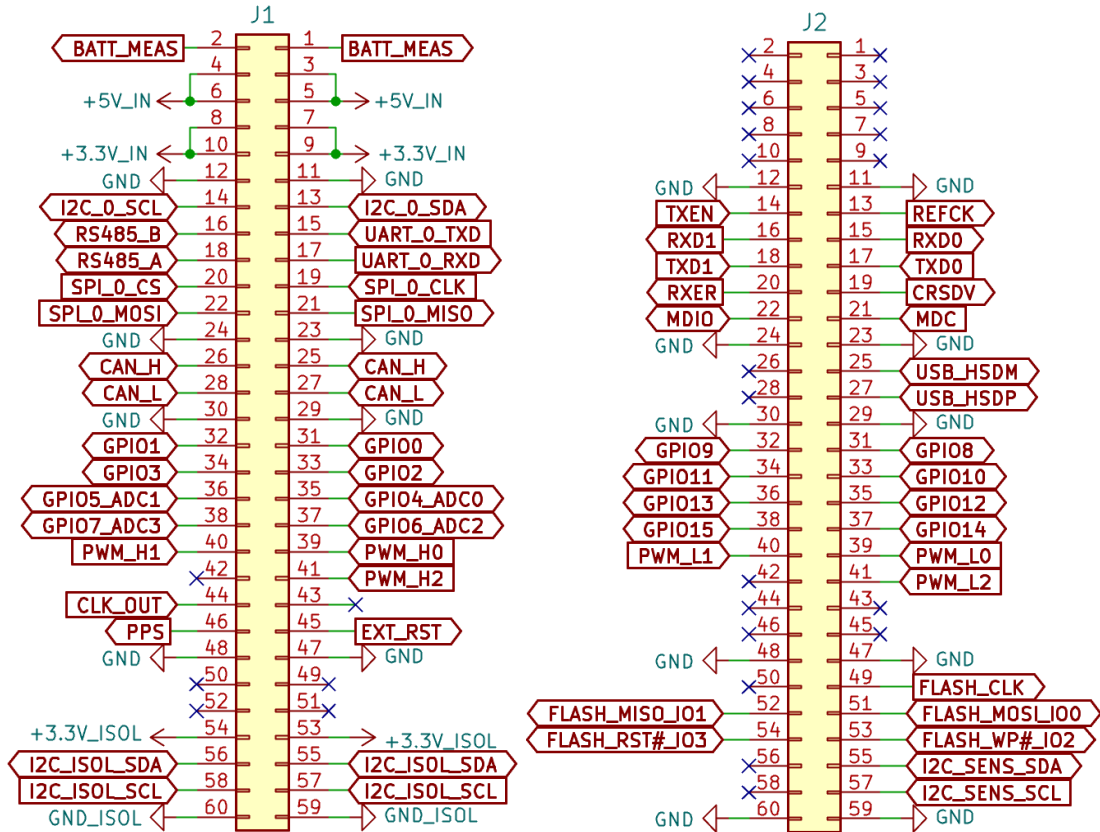 J1
BATT_MEAS 2 1 BATT_MEAS
4 3
+5V_IN 6 5 +5V_IN
8 7
+3.3V_IN 10 9 +3.3V_IN
GND 12 11 GND
I2C_0_SCL 14 13 I2C_0_SDA
RS485_B 16 15 UART_0_TXD
RS485_A 18 17 UART_0_RXD
SPI_0_CS 20 19 SPI_0_CLK
SPI_0_MOSI 22 21 SPI_0_MISO
GND 24 23 GND
CAN_H 26 25 CAN_H
CAN_L 28 27 CAN_L
GND 30 29 GND
GPIO1 32 31 GPIO0
GPIO3 34 33 GPIO2
GPIO5_ADC1 36 35 GPIO4_ADC0
GPIO7_ADC3 38 37 GPIO6_ADC2
PWM_H1 40 39 PWM_H0
42 41 PWM_H2
CLK_OUT 44 43
PPS 46 45 EXT_RST
GND 48 47 GND
50 49
52 51
+3.3V_ISOL 54 53 +3.3V_ISOL
I2C_ISOL_SDA 56 55 I2C_ISOL_SDA
I2C_ISOL_SCL 58 57 I2C_ISOL_SCL
GND_ISOL 60 59 GND_ISOL
J2
2 1
4 3
6 5
8 7
10 9
GND 12 11 GND
TXEN 14 13 REFCK
RXD1 16 15 RXD0
TXD1 18 17 TXD0
RXER 20 19 CRSDV
MDIO 22 21 MDC
GND 24 23 GND
26 25 USB_HSDM
28 27 USB_HSDP
GND 30 29 GND
GPIO9 32 31 GPIO8
GPIO11 34 33 GPIO10
GPIO13 36 35 GPIO12
GPIO15 38 37 GPIO14
PWM_L1 40 39 PWM_L0
42 41 PWM_L2
44 43
46 45
GND 48 47 GND
50 49 FLASH_CLK
FLASH_MISO_IO1 52 51 FLASH_MOSI_IO0
FLASH_RST#_IO3 54 53 FLASH_WP#_IO2
56 55 I2C_SENS_SDA
58 57 I2C_SENS_SCL
GND 60 59 GND